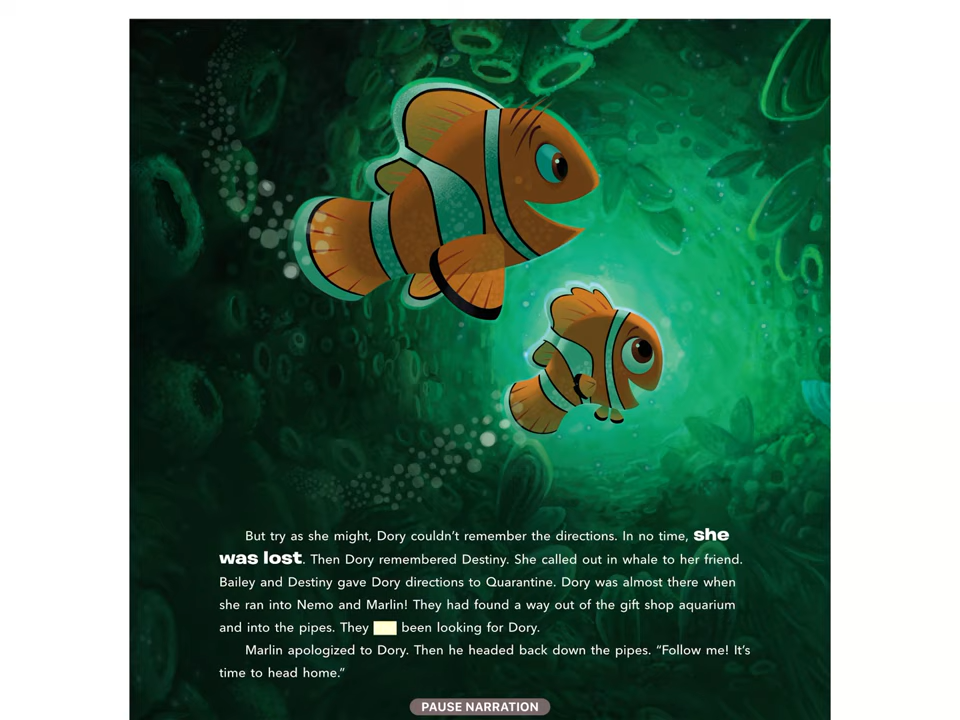 But try as she might, Dory couldn't remember the directions. In no time, she
was lost. Then Dory remembered Destiny. She called out in whale to her friend.
Bailey and Destiny gave Dory directions to Quarantine. Dory was almost there when
she ran into Nemo and Marlin! They had found a way out of the gift shop aquarium
and into the pipes. They been looking for Dory.
Marlin apologized to Dory. Then he headed back down the pipes. “Follow me! It's
time to head home.”
PAUSE NARRATION